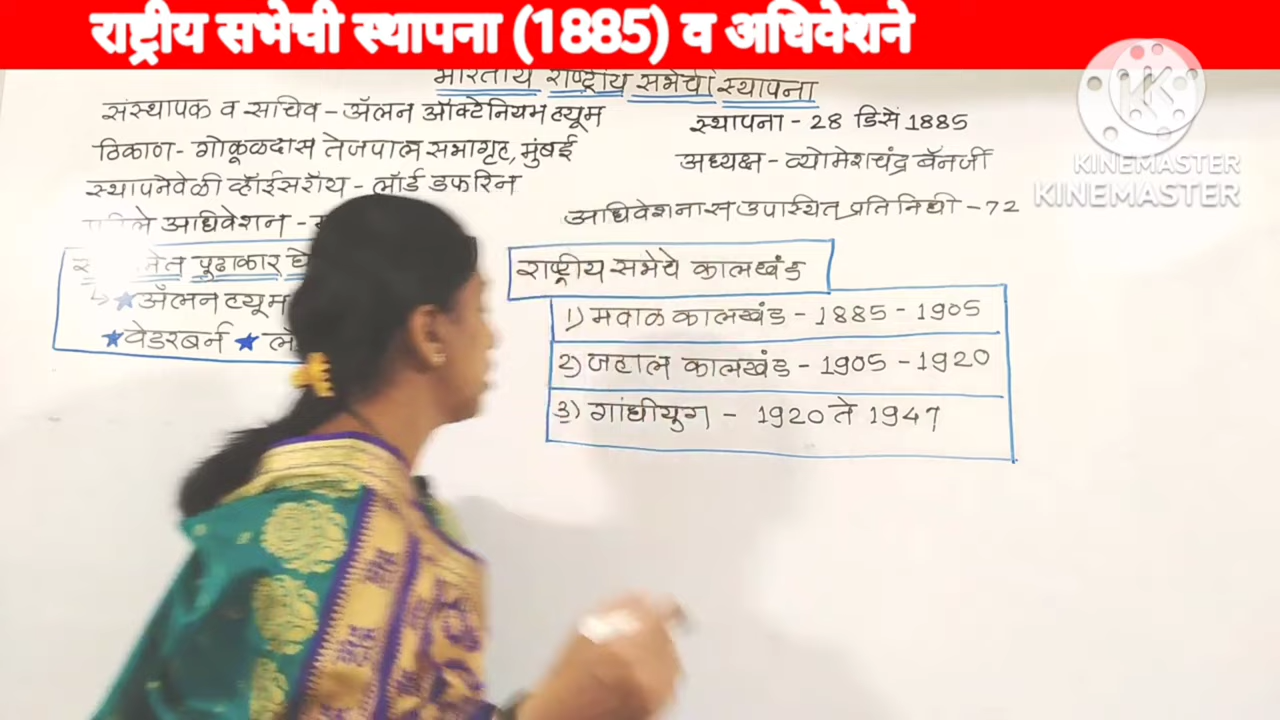 राष्ट्रीय सभेची स्थापना (1885) व अधिवेशने
भारतीय राष्ट्रीय सभेची स्थापना
संस्थापक व सचिव - ॲलन ऑक्टेनियम ह्यूम
स्थापना - 28 डिसें 1885
ठिकाण - गोकूळदास तेजपाल सभागृह, मुंबई
अध्यक्ष - व्योमेशचंद्र बॅनर्जी
स्थापनेवेळी व्हॉईसरॉय - लॉर्ड डफरिन
अधिवेशन -
अधिवेशनास उपास्थित प्रतिनिधी - 72
पुढाकार
राष्ट्रीय सभेचे कालखंड
★ ॲलन ह्यूम
★ वेडरबर्न ★
1) मवाळ कालखंड - 1885 - 1905
2) जहाल कालखंड - 1905 - 1920
3) गांधीयुग - 1920 ते 1947
KINEMASTER
KINEMASTER